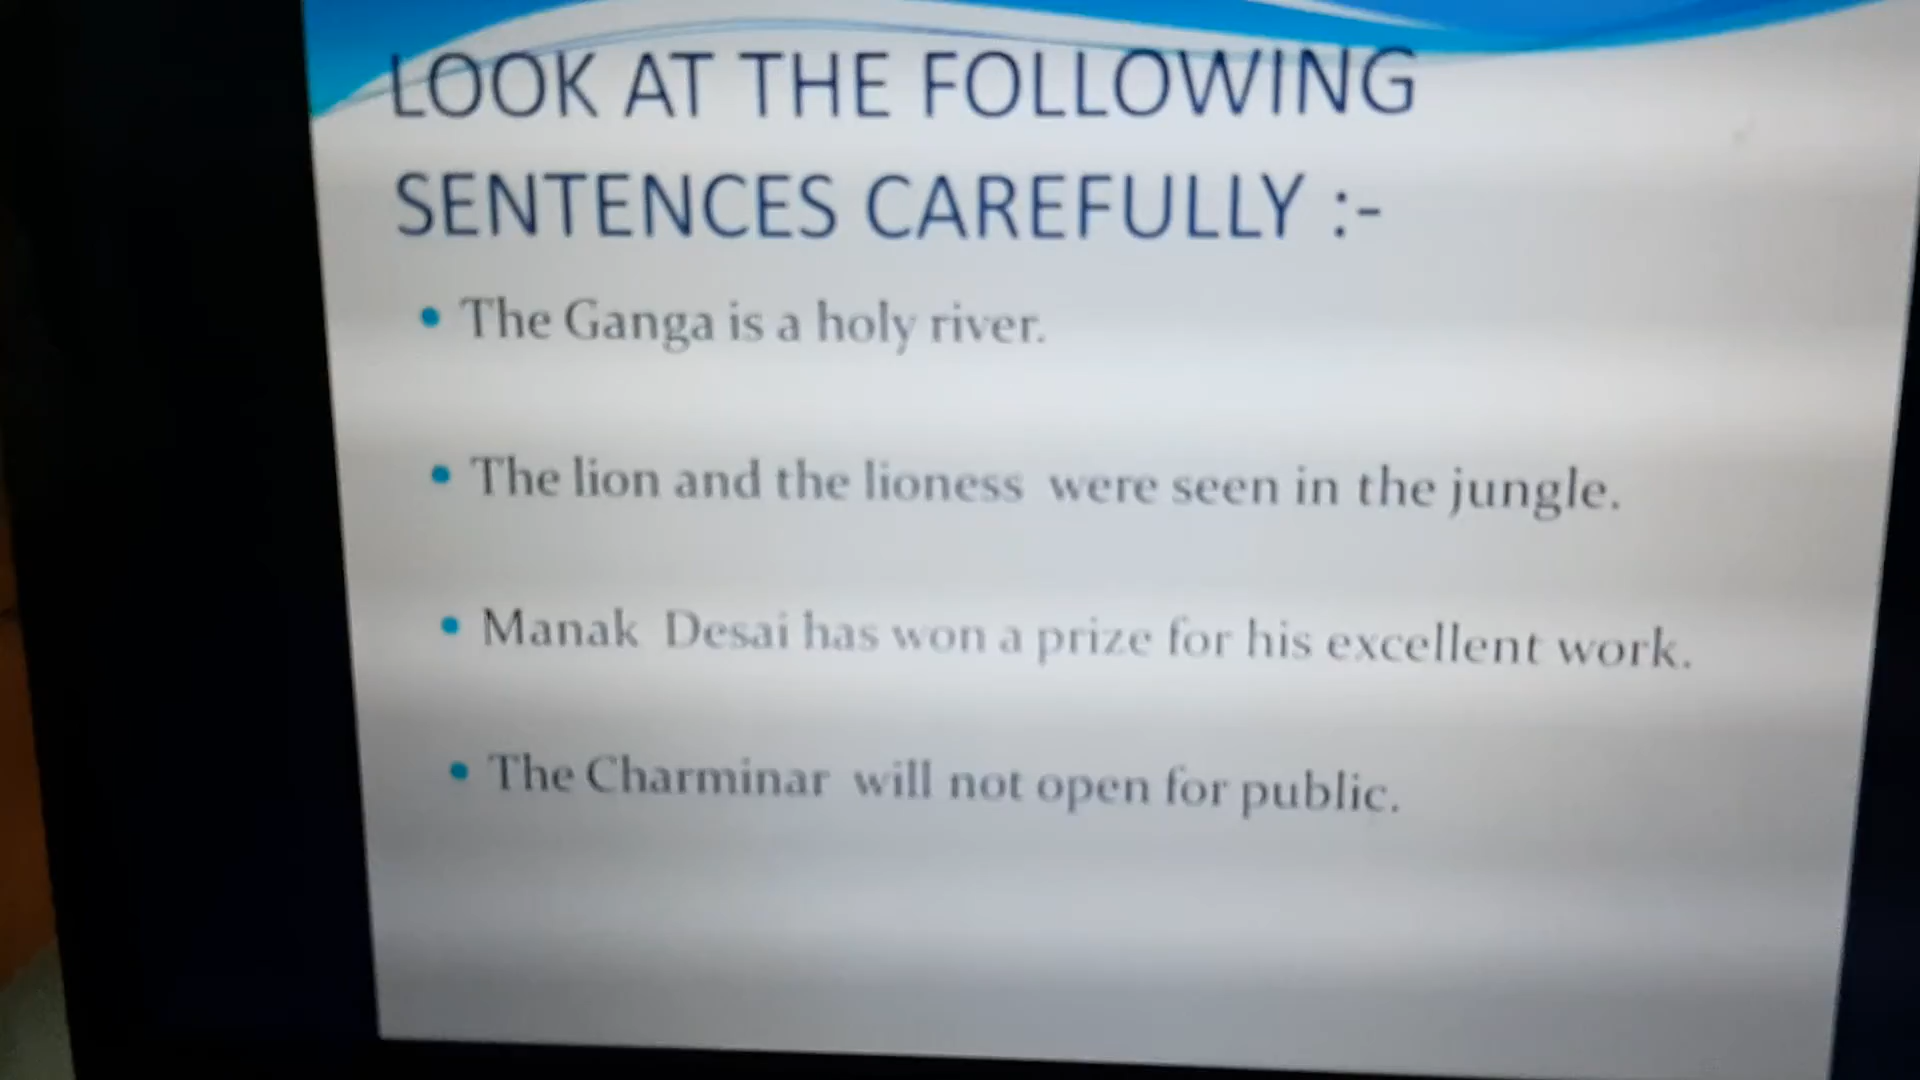 LOOK AT THE FOLLOWING
SENTENCES CAREFULLY :-
• The Ganga is a holy river.
• The lion and the lioness were seen in the jungle.
• Manak Desai has won a prize for his excellent work.
• The Charminar will not open for public.